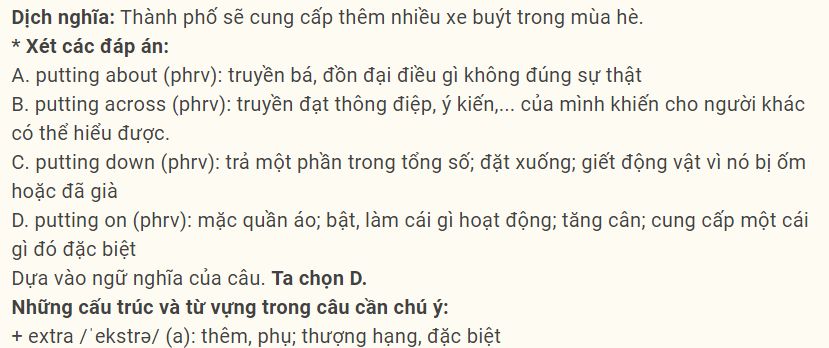 Dịch nghĩa: Thành phố sẽ cung cấp thêm nhiều xe buýt trong mùa hè.
* Xét các đáp án:
A. putting about (phrv): truyền bá, đồn đại điều gì không đúng sự thật
B. putting across (phrv): truyền đạt thông điệp, ý kiến,... của mình khiến cho người khác
có thể hiểu được.
C. putting down (phrv): trả một phần trong tổng số; đặt xuống; giết động vật vì nó bị ốm
hoặc đã già
D. putting on (phrv): mặc quần áo; bật, làm cái gì hoạt động; tăng cân; cung cấp một cái
gì đó đặc biệt
Dựa vào ngữ nghĩa của câu. Ta chọn D.
Những cấu trúc và từ vựng trong câu cần chú ý:
+ extra /ˈekstrə/ (a): thêm, phụ; thượng hạng, đặc biệt